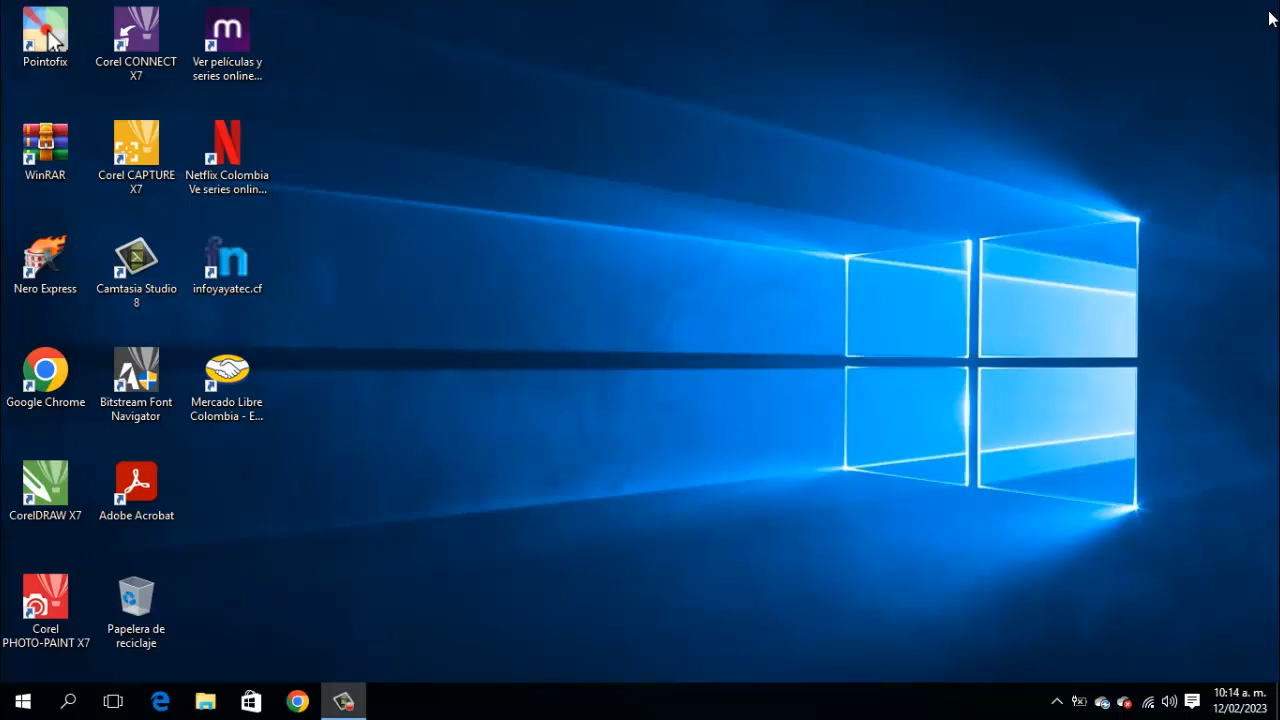 Pointofix
Corel CONNECT
X7
m
Ver películas y
series online...
WinRAR
Corel CAPTURE
X7
N
Netflix Colombia
Ve series onlin...
Nero Express
Camtasia Studio
8
fn
infoyayatec.cf
Google Chrome
Bitstream Font
Navigator
Mercado Libre
Colombia - E...
CorelDRAW X7
Adobe Acrobat
Corel
PHOTO-PAINT X7
Papelera de
reciclaje
10:14 a. m.
12/02/2023